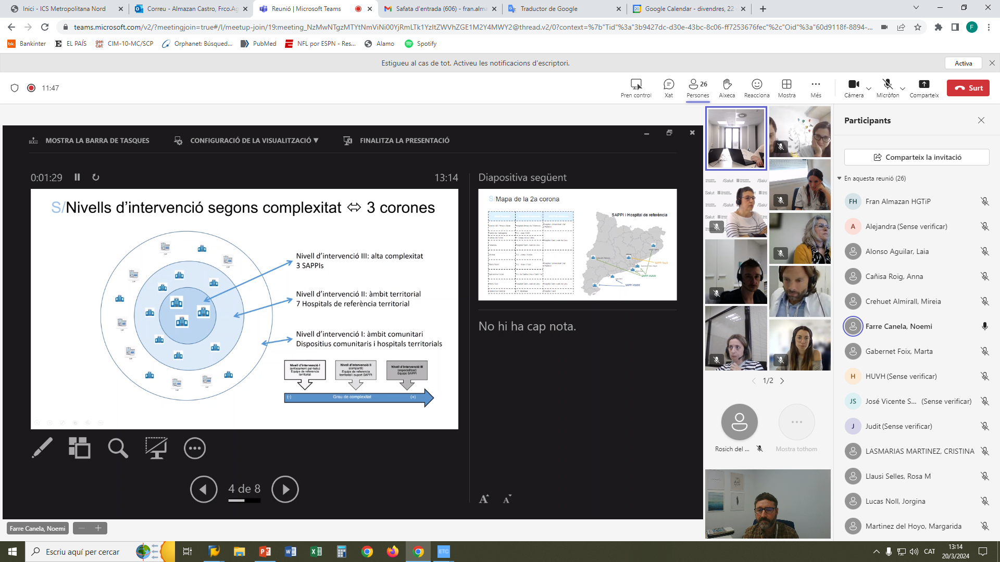 Inici - ICS Metropolitana Nord
Correu - Almazan Castro, Frco.Ag
Reunió | Microsoft Teams
Safata d'entrada (606) - fran.alma
Traductor de Google
Google Calendar - divendres, 22
teams.microsoft.com/v2/?meetingjoin=true#/l/meetup-join/19:meeting_NzMwNTgzMTYtNmViNi00YjRmLTk1YzItZWVhZGE1M2Y4MWY2@thread.v2/0?context=%7b"Tid"%3a"3b9427dc-d30e-43bc-8c06-ff7253676fec"%2c"Oid"%3a"60d9118f-8894-...
F
Bankinter
EL PAÍS
CIM-10-MC/SCP
Orphanet: Búsqued...
PubMed
NFL por ESPN - Res...
Alamo
Spotify
Estigueu al cas de tot. Activeu les notificacions d'escriptori.
Activa
11:47
Pren control
Xat
26
Persones
Aixeca
Reacciona
Mostra
Més
Càmera
Micròfon
Comparteix
Surt
MOSTRA LA BARRA DE TASQUES
CONFIGURACIÓ DE LA VISUALITZACIÓ ▼
FINALITZA LA PRESENTACIÓ
0:01:29
13:14
S/Nivells d'intervenció segons complexitat ⇔ 3 corones
Nivell d'intervenció III: alta complexitat
3 SAPPIs
Nivell d'intervenció II: àmbit territorial
7 Hospitals de referència territorial
Nivell d'intervenció I: àmbit comunitari
Dispositius comunitaris i hospitals territorials
Nivell d'intervenció I
(enfocament pal·liatiu)
Equips de referència
territorial
Nivell d'intervenció II
(compartit)
Equips de referencia
territorial i suport SAPPI
Nivell d'intervenció III
(especialitzat)
Equips SAPPI
(-)
Grau de complexitat
(+)
Diapositiva següent
S/Mapa de la 2a corona
SAPPI i Hospital de referència
SAPPI HUVH
SAPPI HSJDE
No hi ha cap nota.
4 de 8
Farre Canela, Noemi
1/2
Rosich del ...
Mostra tothom
Participants
Comparteix la invitació
En aquesta reunió (26)
FH
Fran Almazan HGTiP
A
Alejandra (Sense verificar)
Alonso Aguilar, Laia
Cañisa Roig, Anna
Crehuet Almirall, Mireia
Farre Canela, Noemi
Gabernet Foix, Marta
H
HUVH (Sense verificar)
JS
José Vicente S... (Sense verificar)
J
Judit (Sense verificar)
LASMARIAS MARTINEZ, CRISTINA
Llausi Selles, Rosa M
Lucas Noll, Jorgina
Martinez del Hoyo, Margarida
Escriu aquí per cercar
ETC
CAT
13:14
20/3/2024